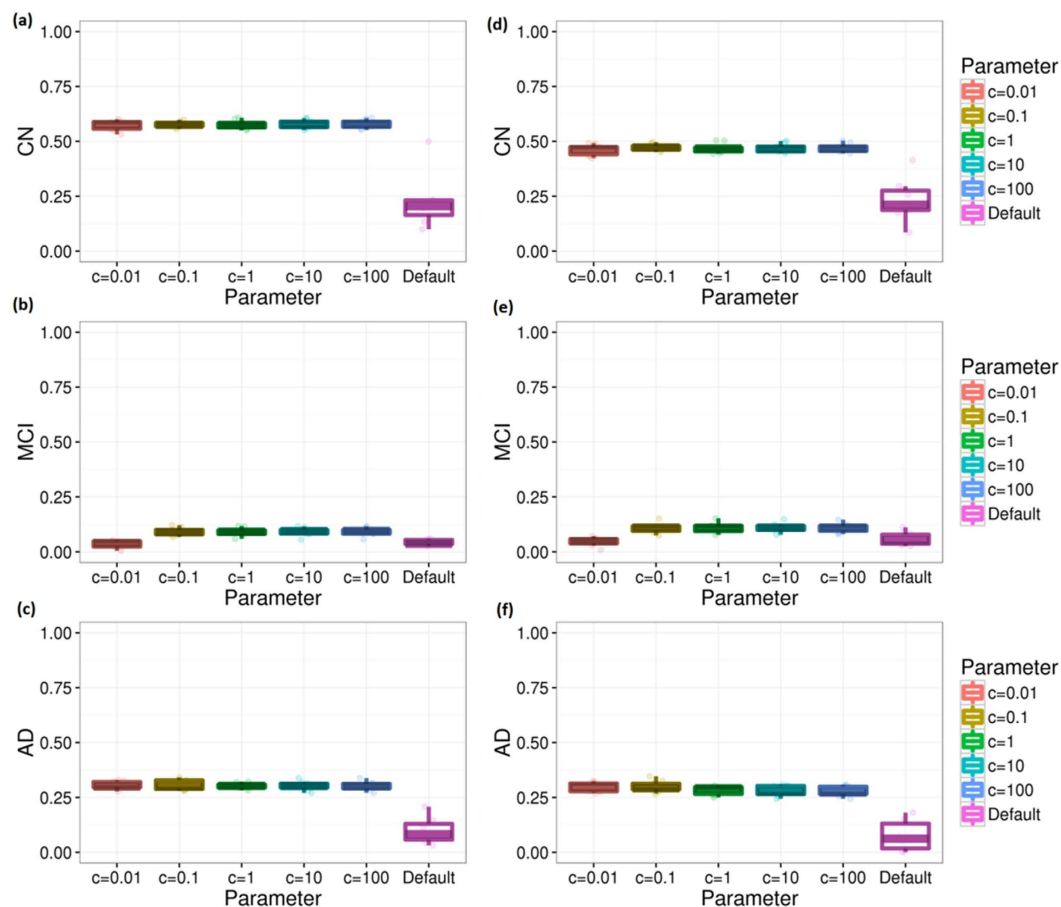 (a)
1.00
0.75
0.50
0.25
0.00
CN
c=0.01 c=0.1 c=1 c=10 c=100 Default
Parameter
(d)
1.00
0.75
0.50
0.25
0.00
CN
c=0.01 c=0.1 c=1 c=10 c=100 Default
Parameter
Parameter
c=0.01
c=0.1
c=1
c=10
c=100
Default
(b)
1.00
0.75
0.50
0.25
0.00
MCI
c=0.01 c=0.1 c=1 c=10 c=100 Default
Parameter
(e)
1.00
0.75
0.50
0.25
0.00
MCI
c=0.01 c=0.1 c=1 c=10 c=100 Default
Parameter
Parameter
c=0.01
c=0.1
c=1
c=10
c=100
Default
(c)
1.00
0.75
0.50
0.25
0.00
AD
c=0.01 c=0.1 c=1 c=10 c=100 Default
Parameter
(f)
1.00
0.75
0.50
0.25
0.00
AD
c=0.01 c=0.1 c=1 c=10 c=100 Default
Parameter
Parameter
c=0.01
c=0.1
c=1
c=10
c=100
Default